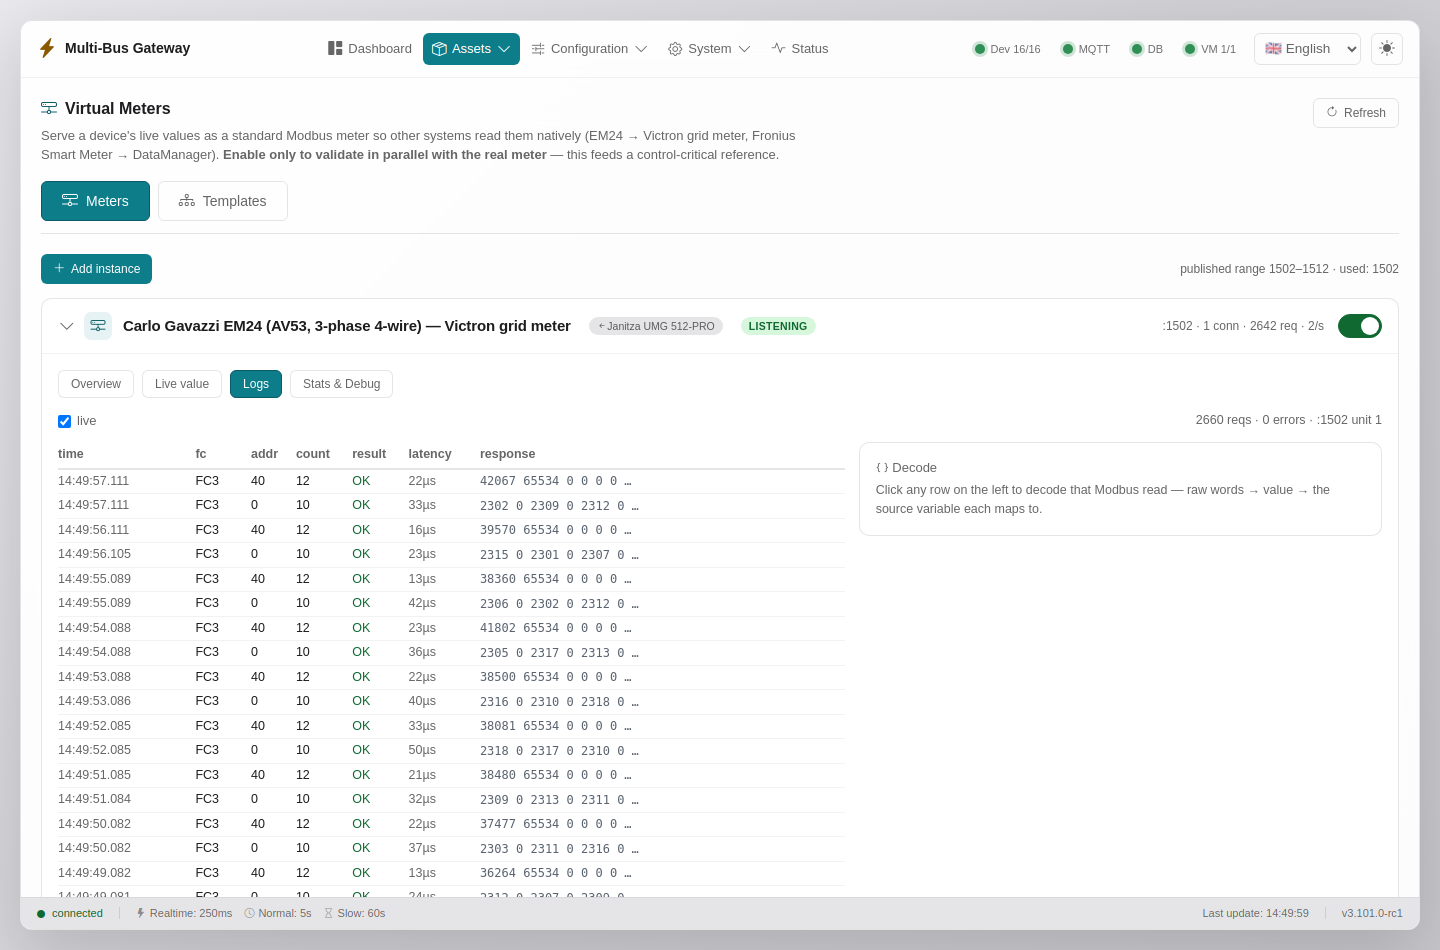 Multi-Bus Gateway Dashboard Assets Configuration System Status Dev 16/16 MQTT DB VM 1/1 🇬🇧 English
Virtual Meters
Refresh
Serve a device's live values as a standard Modbus meter so other systems read them natively (EM24 → Victron grid meter, Fronius
Smart Meter → DataManager). Enable only to validate in parallel with the real meter — this feeds a control-critical reference.
Meters Templates
+ Add instance published range 1502–1512 · used: 1502
Carlo Gavazzi EM24 (AV53, 3-phase 4-wire) — Victron grid meter ← Janitza UMG 512-PRO LISTENING :1502 · 1 conn · 2642 req · 2/s
Overview Live value Logs Stats & Debug
live 2660 reqs · 0 errors · :1502 unit 1
time fc addr count result latency response
14:49:57.111 FC3 40 12 OK 22µs 42067 65534 0 0 0 0 …
14:49:57.111 FC3 0 10 OK 33µs 2302 0 2309 0 2312 0 …
14:49:56.111 FC3 40 12 OK 16µs 39570 65534 0 0 0 0 …
14:49:56.105 FC3 0 10 OK 23µs 2315 0 2301 0 2307 0 …
14:49:55.089 FC3 40 12 OK 13µs 38360 65534 0 0 0 0 …
14:49:55.089 FC3 0 10 OK 42µs 2306 0 2302 0 2312 0 …
14:49:54.088 FC3 40 12 OK 23µs 41802 65534 0 0 0 0 …
14:49:54.088 FC3 0 10 OK 36µs 2305 0 2317 0 2313 0 …
14:49:53.088 FC3 40 12 OK 22µs 38500 65534 0 0 0 0 …
14:49:53.086 FC3 0 10 OK 40µs 2316 0 2310 0 2318 0 …
14:49:52.085 FC3 40 12 OK 33µs 38081 65534 0 0 0 0 …
14:49:52.085 FC3 0 10 OK 50µs 2318 0 2317 0 2310 0 …
14:49:51.085 FC3 40 12 OK 21µs 38480 65534 0 0 0 0 …
14:49:51.084 FC3 0 10 OK 32µs 2309 0 2313 0 2311 0 …
14:49:50.082 FC3 40 12 OK 22µs 37477 65534 0 0 0 0 …
14:49:50.082 FC3 0 10 OK 37µs 2303 0 2311 0 2316 0 …
14:49:49.082 FC3 40 12 OK 13µs 36264 65534 0 0 0 0 …
14:49:49.081 FC3 0 10 OK 24µs
{ } Decode
Click any row on the left to decode that Modbus read — raw words → value → the
source variable each maps to.
connected Realtime: 250ms Normal: 5s Slow: 60s Last update: 14:49:59 v3.101.0-rc1